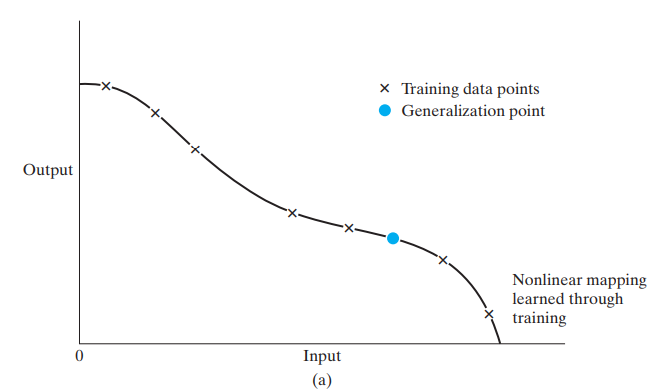 × Training data points
Generalization point
Output
Nonlinear mapping
learned through
training
0
Input
(a)